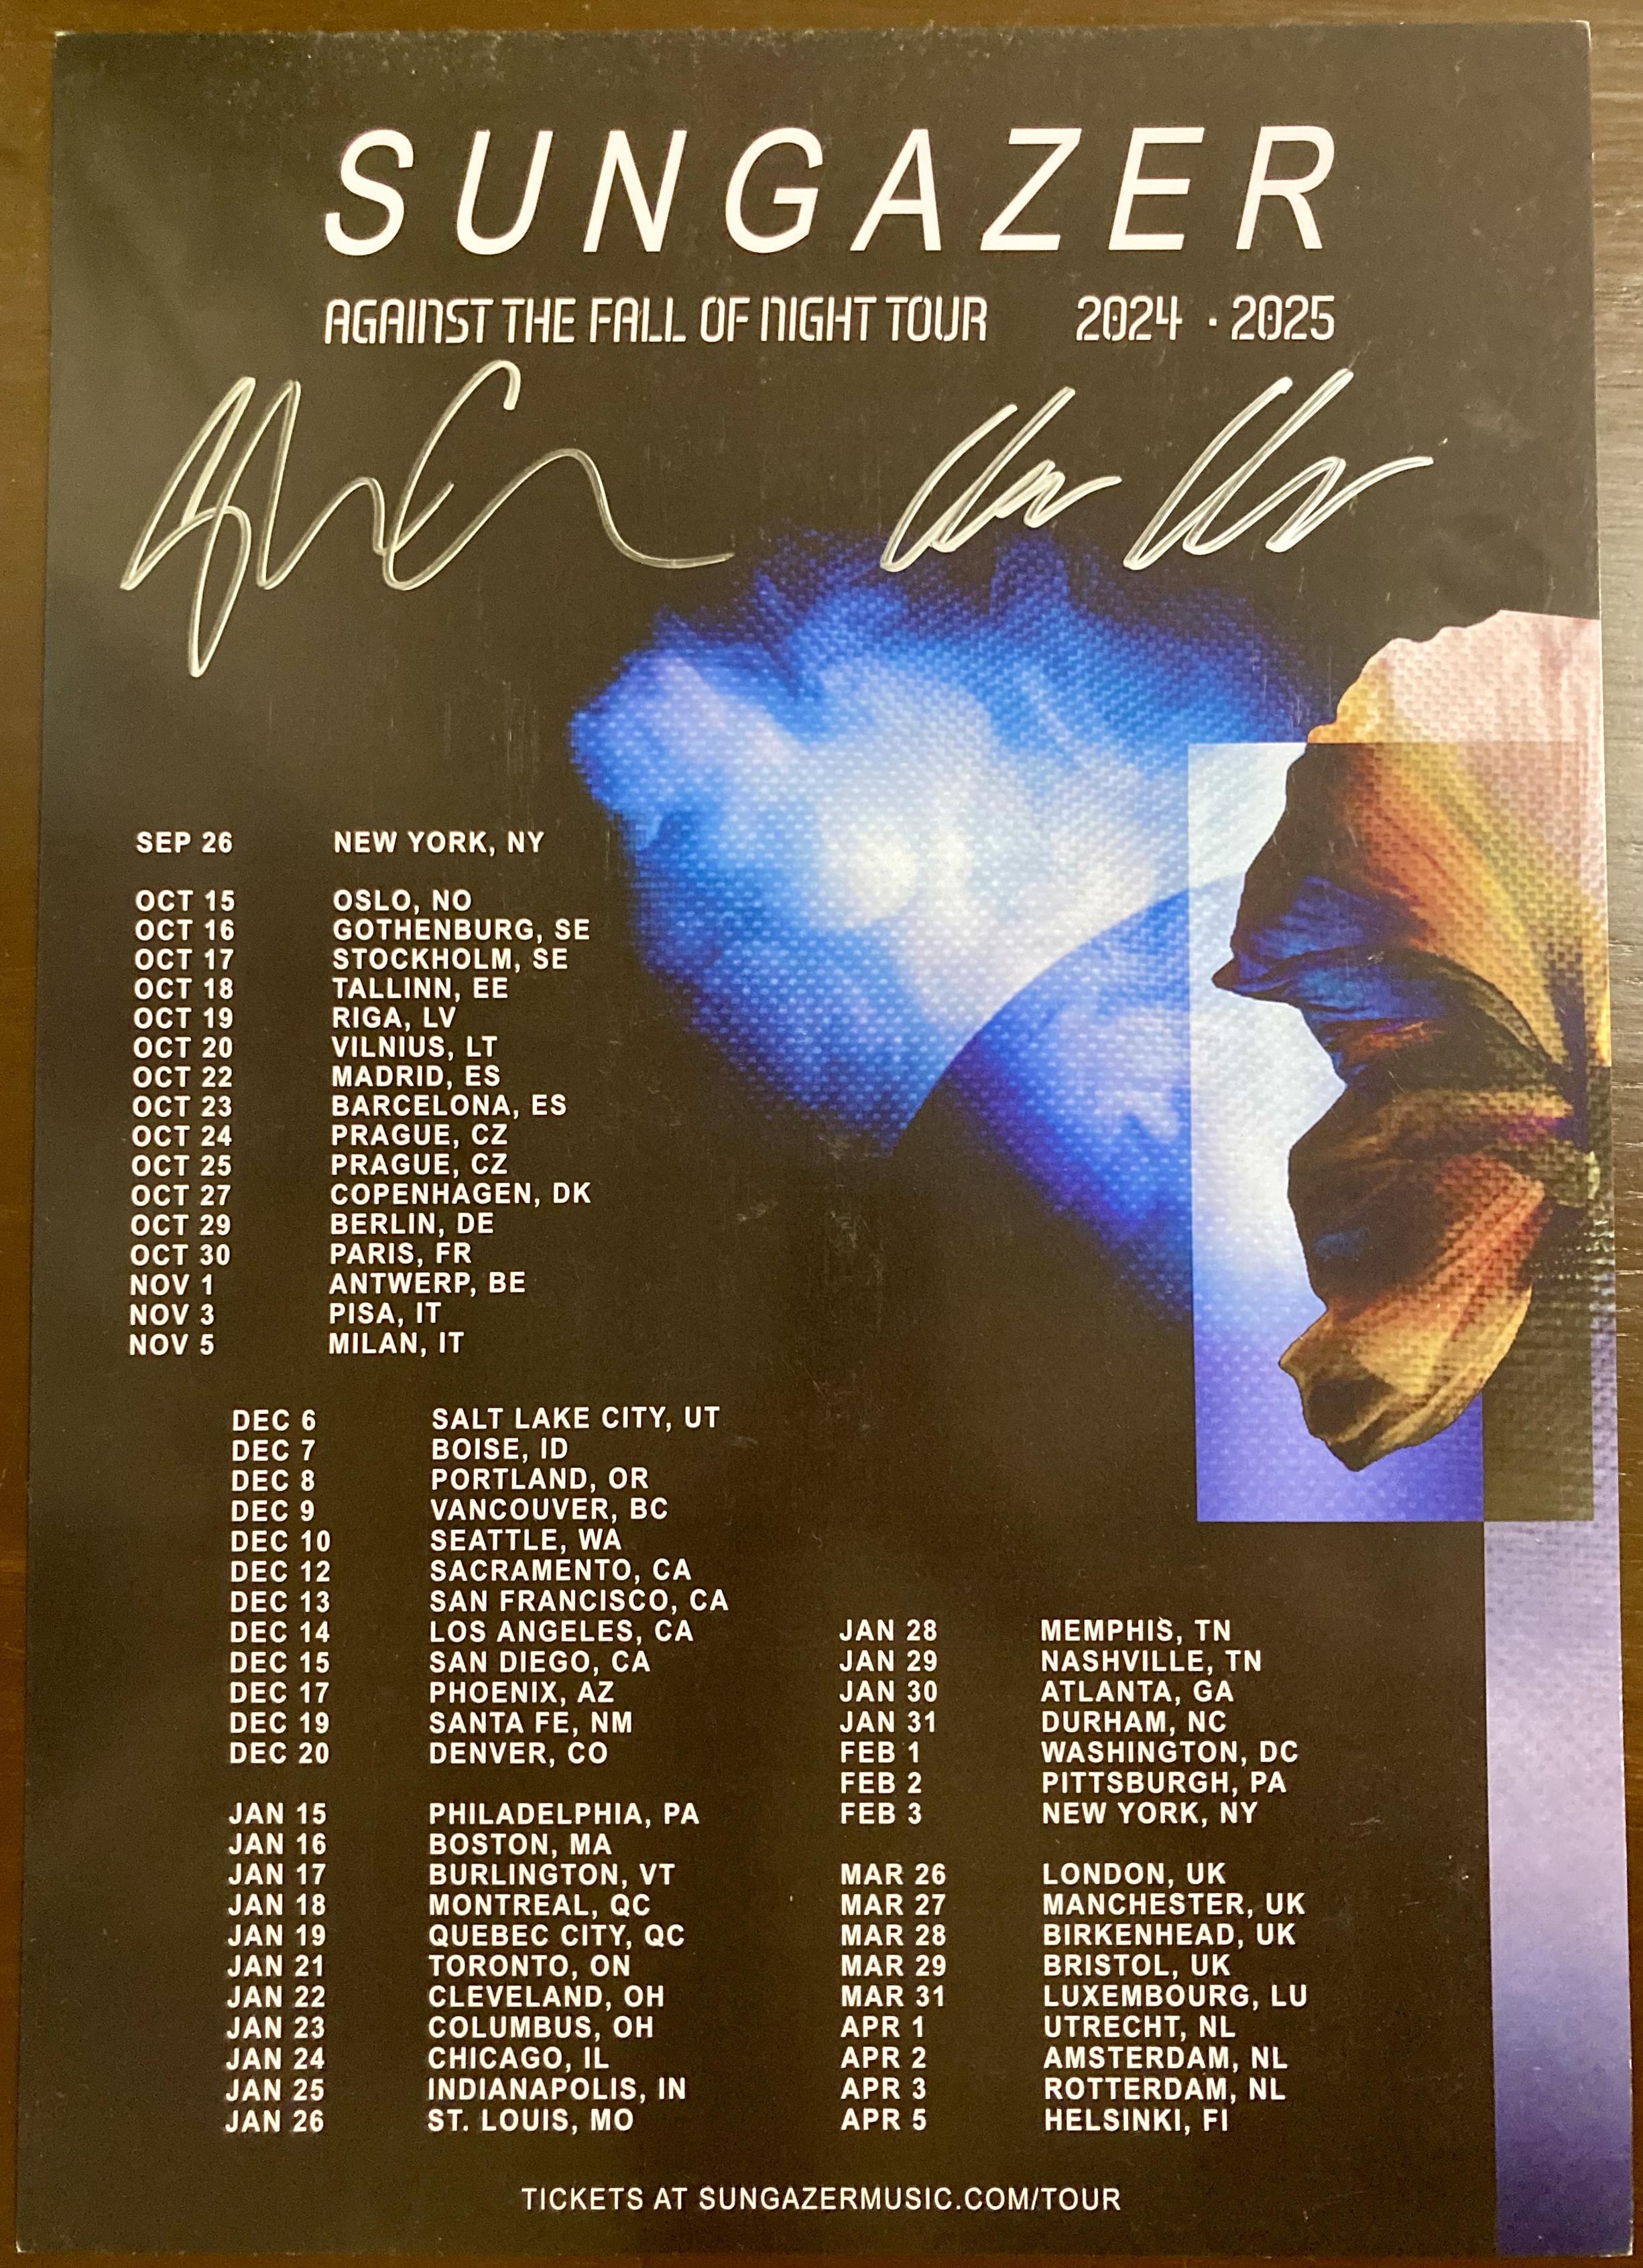 SUNGAZER
AGAINST THE FALL OF NIGHT TOUR 2024 · 2025
SEP 26 NEW YORK, NY
OCT 15 OSLO, NO
OCT 16 GOTHENBURG, SE
OCT 17 STOCKHOLM, SE
OCT 18 TALLINN, EE
OCT 19 RIGA, LV
OCT 20 VILNIUS, LT
OCT 22 MADRID, ES
OCT 23 BARCELONA, ES
OCT 24 PRAGUE, CZ
OCT 25 PRAGUE, CZ
OCT 27 COPENHAGEN, DK
OCT 29 BERLIN, DE
OCT 30 PARIS, FR
NOV 1 ANTWERP, BE
NOV 3 PISA, IT
NOV 5 MILAN, IT
DEC 6 SALT LAKE CITY, UT
DEC 7 BOISE, ID
DEC 8 PORTLAND, OR
DEC 9 VANCOUVER, BC
DEC 10 SEATTLE, WA
DEC 12 SACRAMENTO, CA
DEC 13 SAN FRANCISCO, CA
DEC 14 LOS ANGELES, CA
DEC 15 SAN DIEGO, CA
DEC 17 PHOENIX, AZ
DEC 19 SANTA FE, NM
DEC 20 DENVER, CO
JAN 15 PHILADELPHIA, PA
JAN 16 BOSTON, MA
JAN 17 BURLINGTON, VT
JAN 18 MONTREAL, QC
JAN 19 QUEBEC CITY, QC
JAN 21 TORONTO, ON
JAN 22 CLEVELAND, OH
JAN 23 COLUMBUS, OH
JAN 24 CHICAGO, IL
JAN 25 INDIANAPOLIS, IN
JAN 26 ST. LOUIS, MO
JAN 28 MEMPHIS, TN
JAN 29 NASHVILLE, TN
JAN 30 ATLANTA, GA
JAN 31 DURHAM, NC
FEB 1 WASHINGTON, DC
FEB 2 PITTSBURGH, PA
FEB 3 NEW YORK, NY
MAR 26 LONDON, UK
MAR 27 MANCHESTER, UK
MAR 28 BIRKENHEAD, UK
MAR 29 BRISTOL, UK
MAR 31 LUXEMBOURG, LU
APR 1 UTRECHT, NL
APR 2 AMSTERDAM, NL
APR 3 ROTTERDAM, NL
APR 5 HELSINKI, FI
TICKETS AT SUNGAZERMUSIC.COM/TOUR